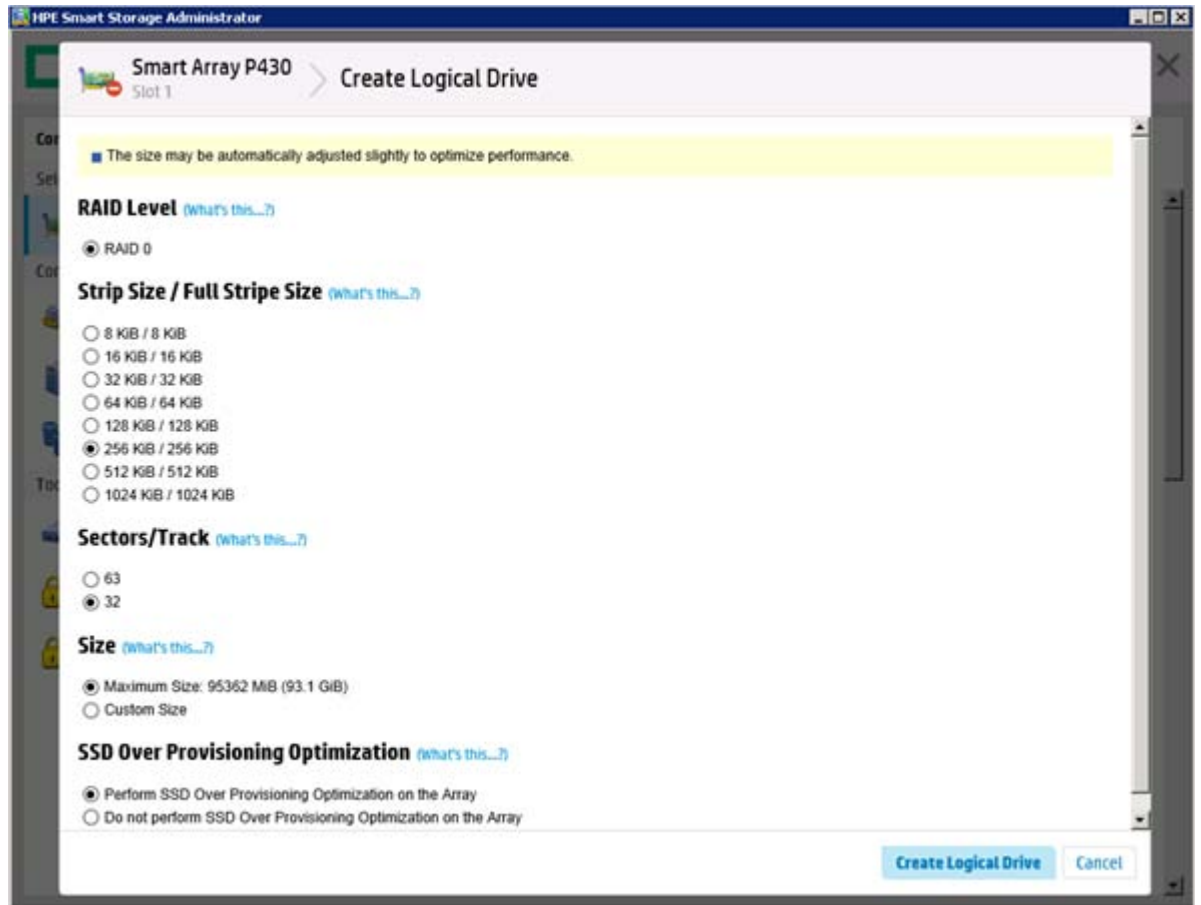 HPE Smart Storage Administrator
Smart Array P430
Slot 1
Create Logical Drive
The size may be automatically adjusted slightly to optimize performance.
RAID Level (What's this...?)
RAID 0
Strip Size / Full Stripe Size (What's this...?)
8 KiB / 8 KiB
16 KiB / 16 KiB
32 KiB / 32 KiB
64 KiB / 64 KiB
128 KiB / 128 KiB
256 KiB / 256 KiB
512 KiB / 512 KiB
1024 KiB / 1024 KiB
Sectors/Track (What's this...?)
63
32
Size (What's this...?)
Maximum Size: 95362 MiB (93.1 GiB)
Custom Size
SSD Over Provisioning Optimization (What's this...?)
Perform SSD Over Provisioning Optimization on the Array
Do not perform SSD Over Provisioning Optimization on the Array
Create Logical Drive
Cancel